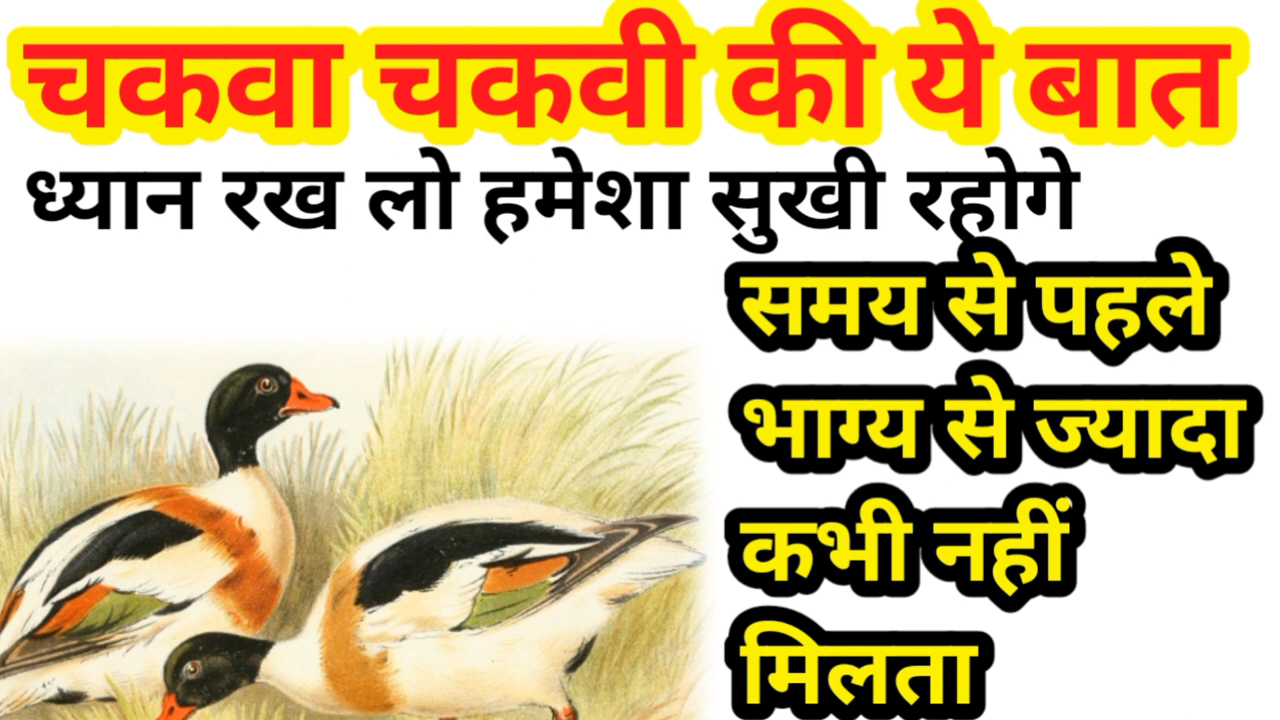 चकवा चकवी की ये बात
ध्यान रख लो हमेशा सुखी रहोगे
समय से पहले
भाग्य से ज्यादा
कभी नहीं
मिलता